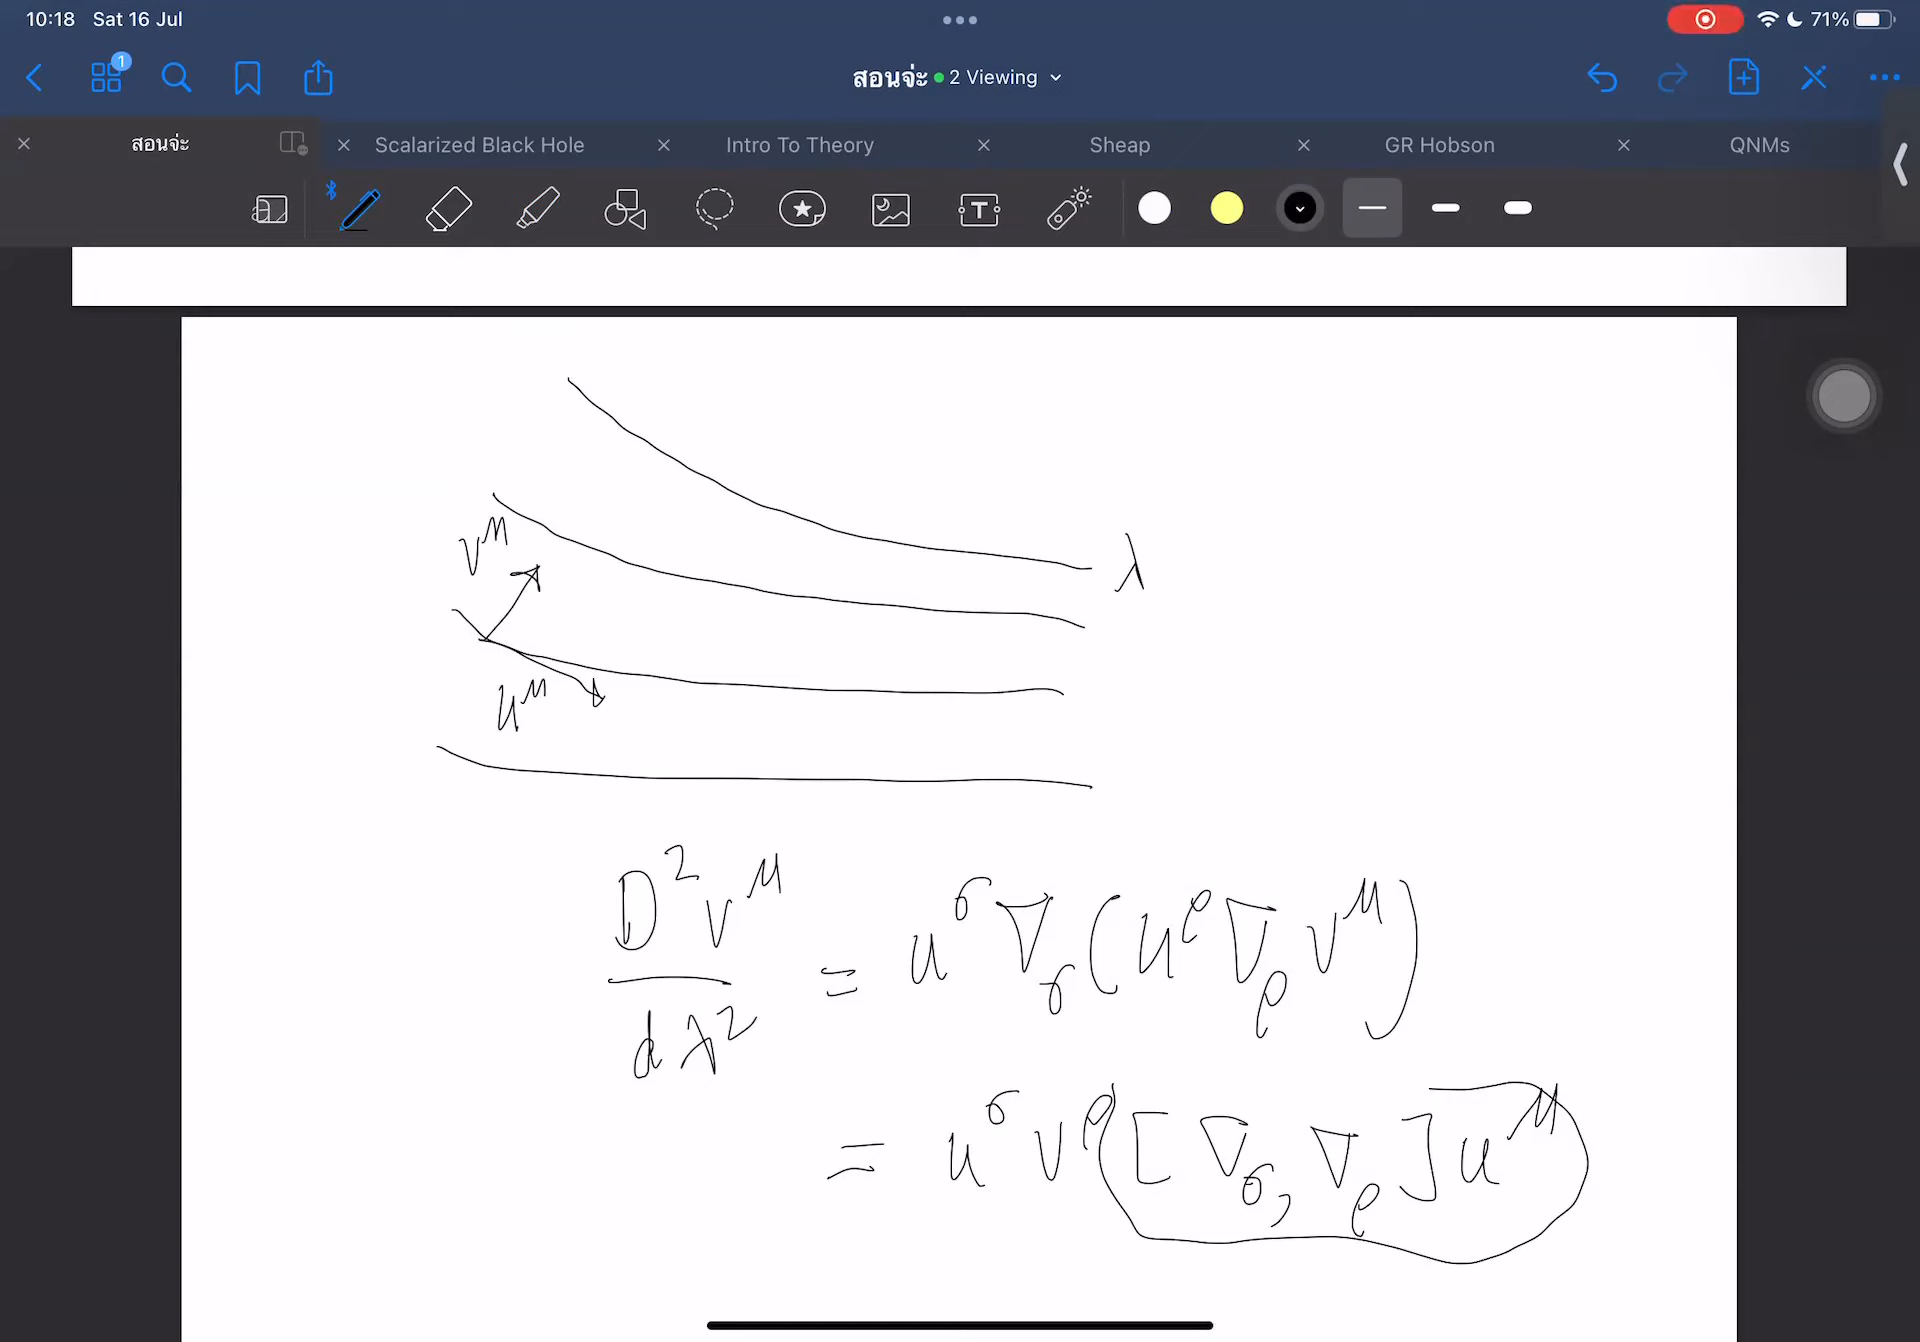 10:18 Sat 16 Jul
71%
1
สอนจ่ะ 2 Viewing
สอนจ่ะ
Scalarized Black Hole
Intro To Theory
Sheap
GR Hobson
QNMs
T
λ
v^μ
u^μ
D²v^μ/dλ² = u^σ ∇_σ (u^ρ ∇_ρ v^μ)
= u^σ v^ρ [∇_σ, ∇_ρ] u^μ